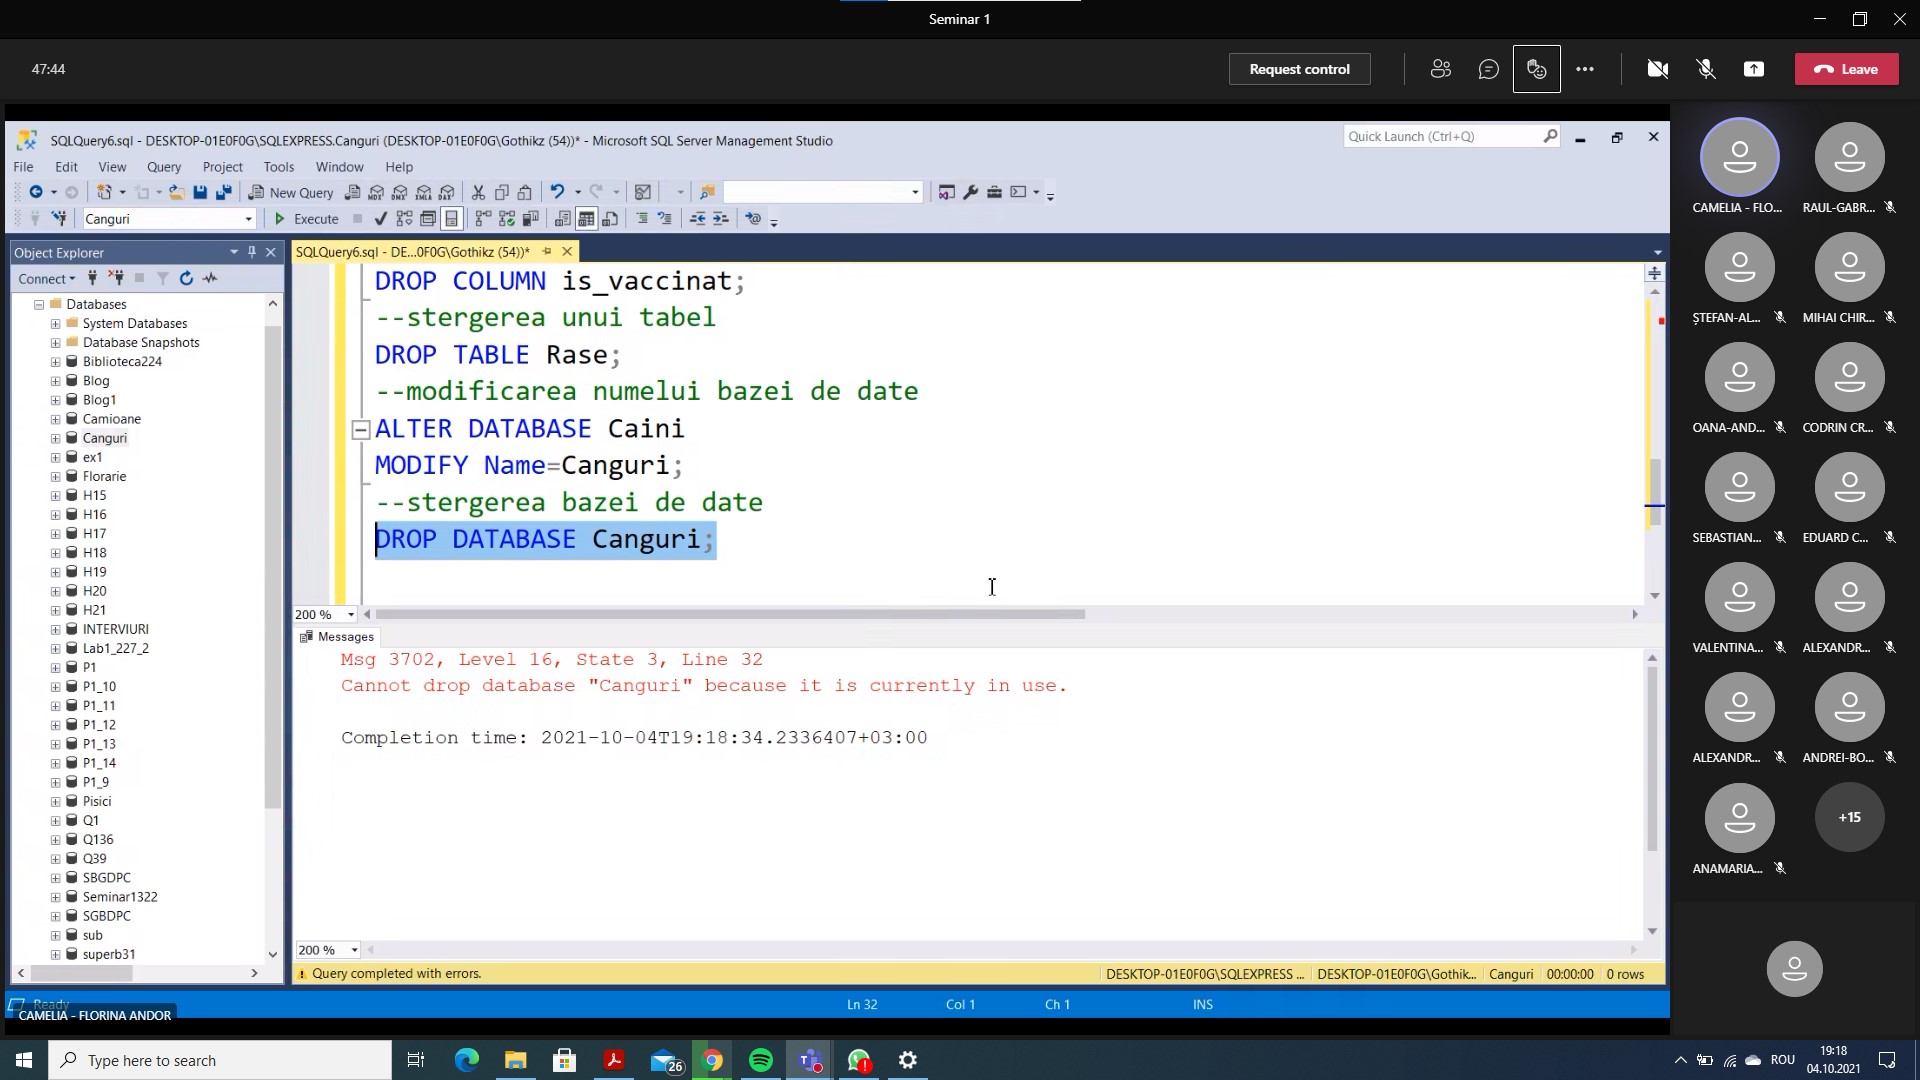 Seminar 1
47:44
Request control
Leave
SQLQuery6.sql - DESKTOP-01E0F0G\SQLEXPRESS.Canguri (DESKTOP-01E0F0G\Gothikz (54))* - Microsoft SQL Server Management Studio
Quick Launch (Ctrl+Q)
File Edit View Query Project Tools Window Help
New Query
MDX DMX XMLA DAX
Canguri
Execute
Object Explorer
SQLQuery6.sql - DE...0F0G\Gothikz (54))*
Connect
Databases
System Databases
Database Snapshots
Biblioteca224
Blog
Blog1
Camioane
Canguri
ex1
Florarie
H15
H16
H17
H18
H19
H20
H21
INTERVIURI
Lab1_227_2
P1
P1_10
P1_11
P1_12
P1_13
P1_14
P1_9
Pisici
Q1
Q136
Q39
SBGDPC
Seminar1322
SGBDPC
sub
superb31
DROP COLUMN is_vaccinat;
--stergerea unui tabel
DROP TABLE Rase;
--modificarea numelui bazei de date
ALTER DATABASE Caini
MODIFY Name=Canguri;
--stergerea bazei de date
DROP DATABASE Canguri;
200 %
Messages
Msg 3702, Level 16, State 3, Line 32
Cannot drop database "Canguri" because it is currently in use.
Completion time: 2021-10-04T19:18:34.2336407+03:00
200 %
Query completed with errors.
DESKTOP-01E0F0G\SQLEXPRESS ...
DESKTOP-01E0F0G\Gothik...
Canguri
00:00:00
0 rows
Ready
Ln 32
Col 1
Ch 1
INS
CAMELIA - FLORINA ANDOR
CAMELIA - FLO...
RAUL-GABR...
ȘTEFAN-AL...
MIHAI CHIR...
OANA-AND...
CODRIN CR...
SEBASTIAN...
EDUARD C...
VALENTINA...
ALEXANDR...
ALEXANDR...
ANDREI-BO...
ANAMARIA...
+15
Type here to search
26
ROU
19:18
04.10.2021